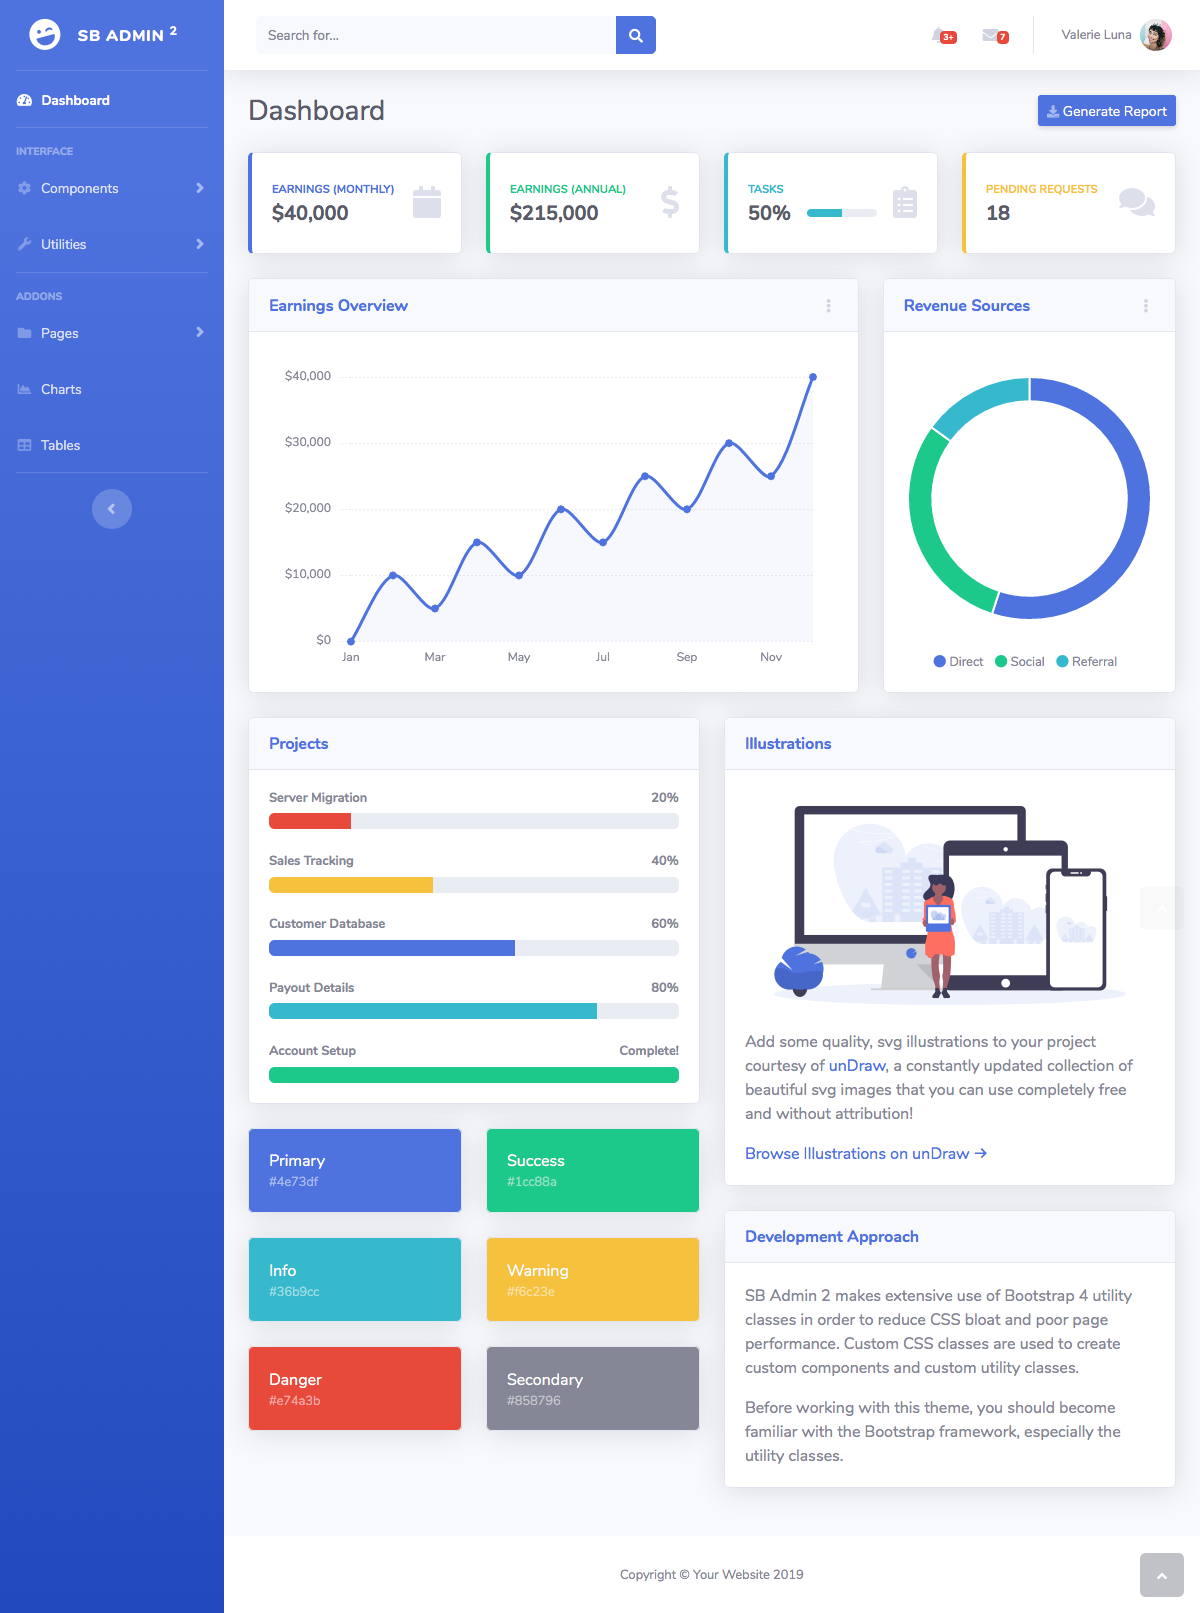 SB ADMIN 2
Search for...
3+
7
Valerie Luna
Dashboard
INTERFACE
Components
Utilities
ADDONS
Pages
Charts
Tables
Dashboard
Generate Report
EARNINGS (MONTHLY)
$40,000
EARNINGS (ANNUAL)
$215,000
TASKS
50%
PENDING REQUESTS
18
Earnings Overview
$40,000
$30,000
$20,000
$10,000
$0
Jan Mar May Jul Sep Nov
Revenue Sources
Direct Social Referral
Projects
Server Migration 20%
Sales Tracking 40%
Customer Database 60%
Payout Details 80%
Account Setup Complete!
Primary
#4e73df
Success
#1cc88a
Info
#36b9cc
Warning
#f6c23e
Danger
#e74a3b
Secondary
#858796
Illustrations
Add some quality, svg illustrations to your project
courtesy of unDraw, a constantly updated collection of
beautiful svg images that you can use completely free
and without attribution!
Browse Illustrations on unDraw →
Development Approach
SB Admin 2 makes extensive use of Bootstrap 4 utility
classes in order to reduce CSS bloat and poor page
performance. Custom CSS classes are used to create
custom components and custom utility classes.
Before working with this theme, you should become
familiar with the Bootstrap framework, especially the
utility classes.
Copyright © Your Website 2019